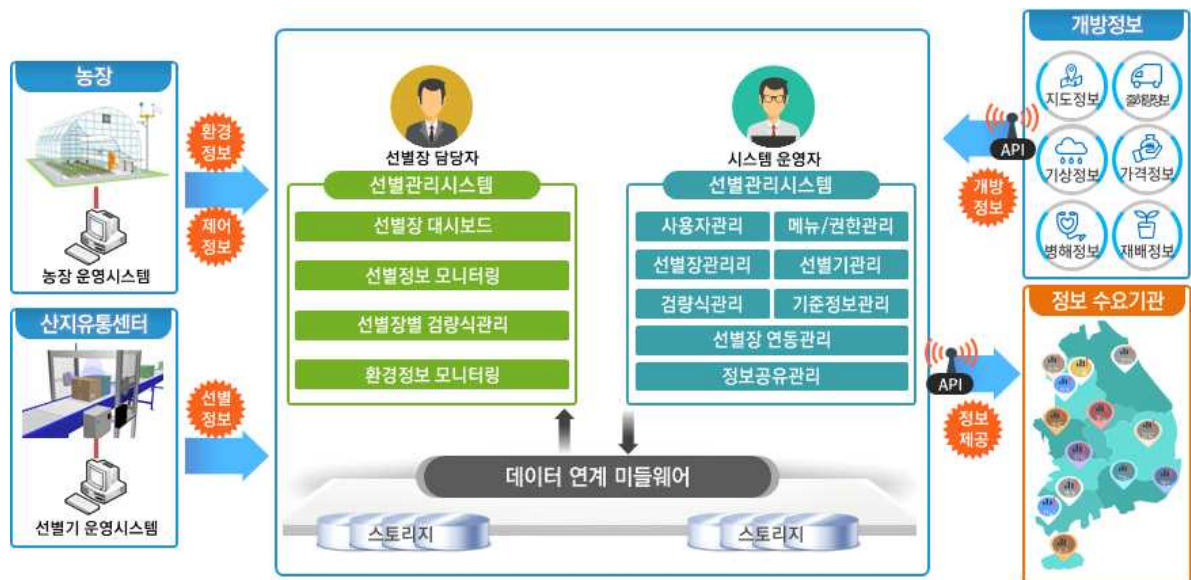 농장
농장 운영시스템
환경
정보
제어
정보
산지유통센터
선별기 운영시스템
선별
정보
선별장 담당자
선별관리시스템
선별장 대시보드
선별정보 모니터링
선별장별 검량식관리
환경정보 모니터링
시스템 운영자
선별관리시스템
사용자관리
메뉴/권한관리
선별장관리리
선별기관리
검량식관리
기준정보관리
선별장 연동관리
정보공유관리
데이터 연계 미들웨어
스토리지
스토리지
API
개방
정보
API
정보
제공
개방정보
지도정보
기상정보
가격정보
병해정보
재배정보
정보 수요기관